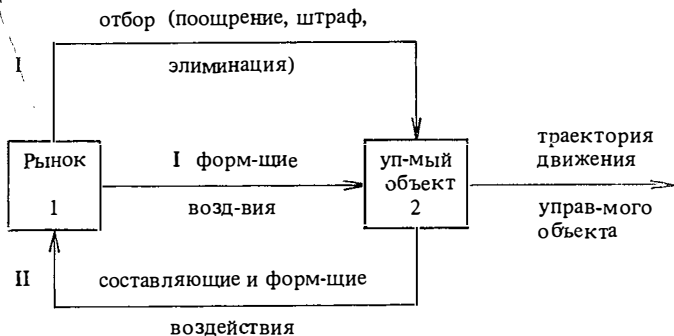 отбор (поощрение, штраф,
I
элиминация)
Рынок
1
I форм-щие
возд-вия
уп-мый
объект
2
траектория
движения
управ-мого
объекта
II
составляющие и форм-щие
воздействия